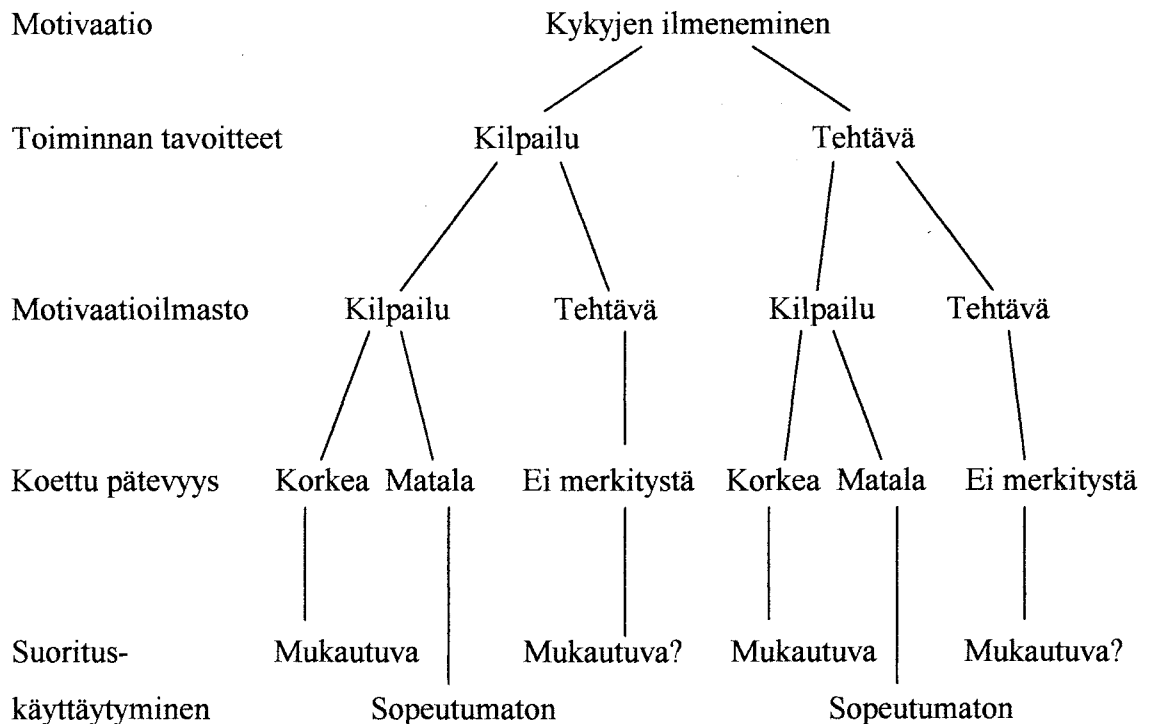 Motivaatio Kykyjen ilmeneminen
Toiminnan tavoitteet Kilpailu Tehtävä
Motivaatioilmasto Kilpailu Tehtävä Kilpailu Tehtävä
Koettu pätevyys Korkea Matala Ei merkitystä Korkea Matala Ei merkitystä
Suoritus- Mukautuva Mukautuva? Mukautuva Mukautuva?
käyttäytyminen Sopeutumaton Sopeutumaton